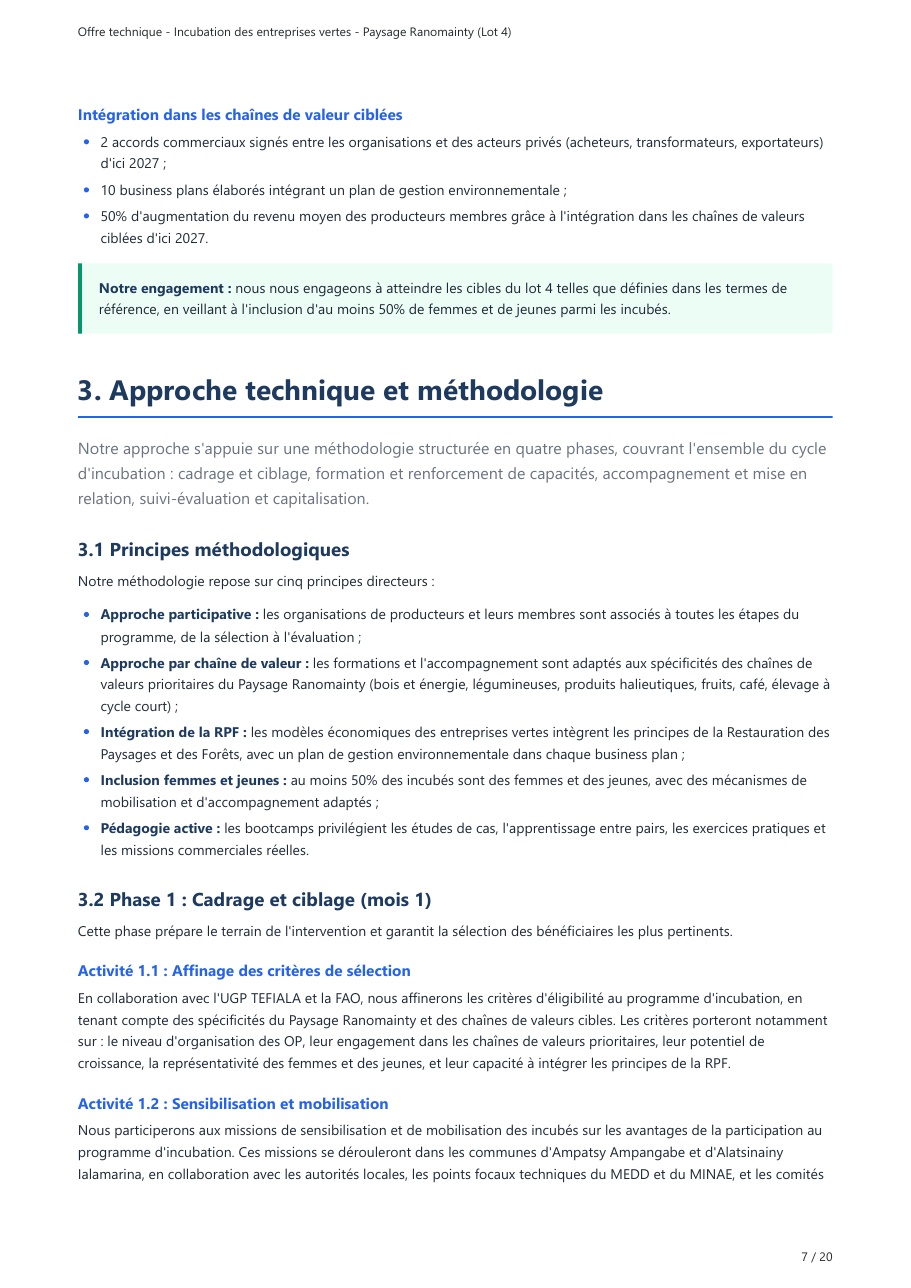 Offre technique - Incubation des entreprises vertes - Paysage Ranomainty (Lot 4)
Intégration dans les chaînes de valeur ciblées
• 2 accords commerciaux signés entre les organisations et des acteurs privés (acheteurs, transformateurs, exportateurs)
d'ici 2027 ;
• 10 business plans élaborés intégrant un plan de gestion environnementale ;
• 50% d'augmentation du revenu moyen des producteurs membres grâce à l'intégration dans les chaînes de valeurs
ciblées d'ici 2027.
Notre engagement : nous nous engageons à atteindre les cibles du lot 4 telles que définies dans les termes de
référence, en veillant à l'inclusion d'au moins 50% de femmes et de jeunes parmi les incubés.
3. Approche technique et méthodologie
Notre approche s'appuie sur une méthodologie structurée en quatre phases, couvrant l'ensemble du cycle
d'incubation : cadrage et ciblage, formation et renforcement de capacités, accompagnement et mise en
relation, suivi-évaluation et capitalisation.
3.1 Principes méthodologiques
Notre méthodologie repose sur cinq principes directeurs :
• Approche participative : les organisations de producteurs et leurs membres sont associés à toutes les étapes du
programme, de la sélection à l'évaluation ;
• Approche par chaîne de valeur : les formations et l'accompagnement sont adaptés aux spécificités des chaînes de
valeurs prioritaires du Paysage Ranomainty (bois et énergie, légumineuses, produits halieutiques, fruits, café, élevage à
cycle court) ;
• Intégration de la RPF : les modèles économiques des entreprises vertes intègrent les principes de la Restauration des
Paysages et des Forêts, avec un plan de gestion environnementale dans chaque business plan ;
• Inclusion femmes et jeunes : au moins 50% des incubés sont des femmes et des jeunes, avec des mécanismes de
mobilisation et d'accompagnement adaptés ;
• Pédagogie active : les bootcamps privilégient les études de cas, l'apprentissage entre pairs, les exercices pratiques et
les missions commerciales réelles.
3.2 Phase 1 : Cadrage et ciblage (mois 1)
Cette phase prépare le terrain de l'intervention et garantit la sélection des bénéficiaires les plus pertinents.
Activité 1.1 : Affinage des critères de sélection
En collaboration avec l'UGP TEFIALA et la FAO, nous affinerons les critères d'éligibilité au programme d'incubation, en
tenant compte des spécificités du Paysage Ranomainty et des chaînes de valeurs cibles. Les critères porteront notamment
sur : le niveau d'organisation des OP, leur engagement dans les chaînes de valeurs prioritaires, leur potentiel de
croissance, la représentativité des femmes et des jeunes, et leur capacité à intégrer les principes de la RPF.
Activité 1.2 : Sensibilisation et mobilisation
Nous participerons aux missions de sensibilisation et de mobilisation des incubés sur les avantages de la participation au
programme d'incubation. Ces missions se dérouleront dans les communes d'Ampatsy Ampangabe et d'Alatsinainy
Ialamarina, en collaboration avec les autorités locales, les points focaux techniques du MEDD et du MINAE, et les comités
7 / 20